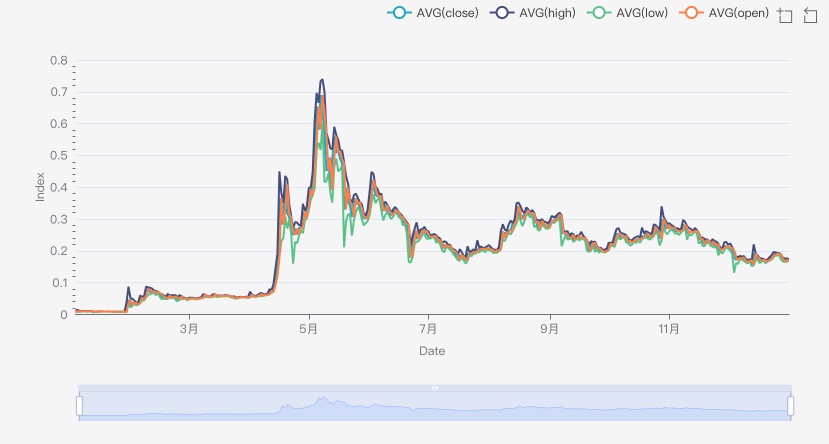 AVG(close) AVG(high) AVG(low) AVG(open)
0.8
0.7
0.6
0.5
0.4
0.3
0.2
0.1
0
Index
3月 5月 7月 9月 11月
Date